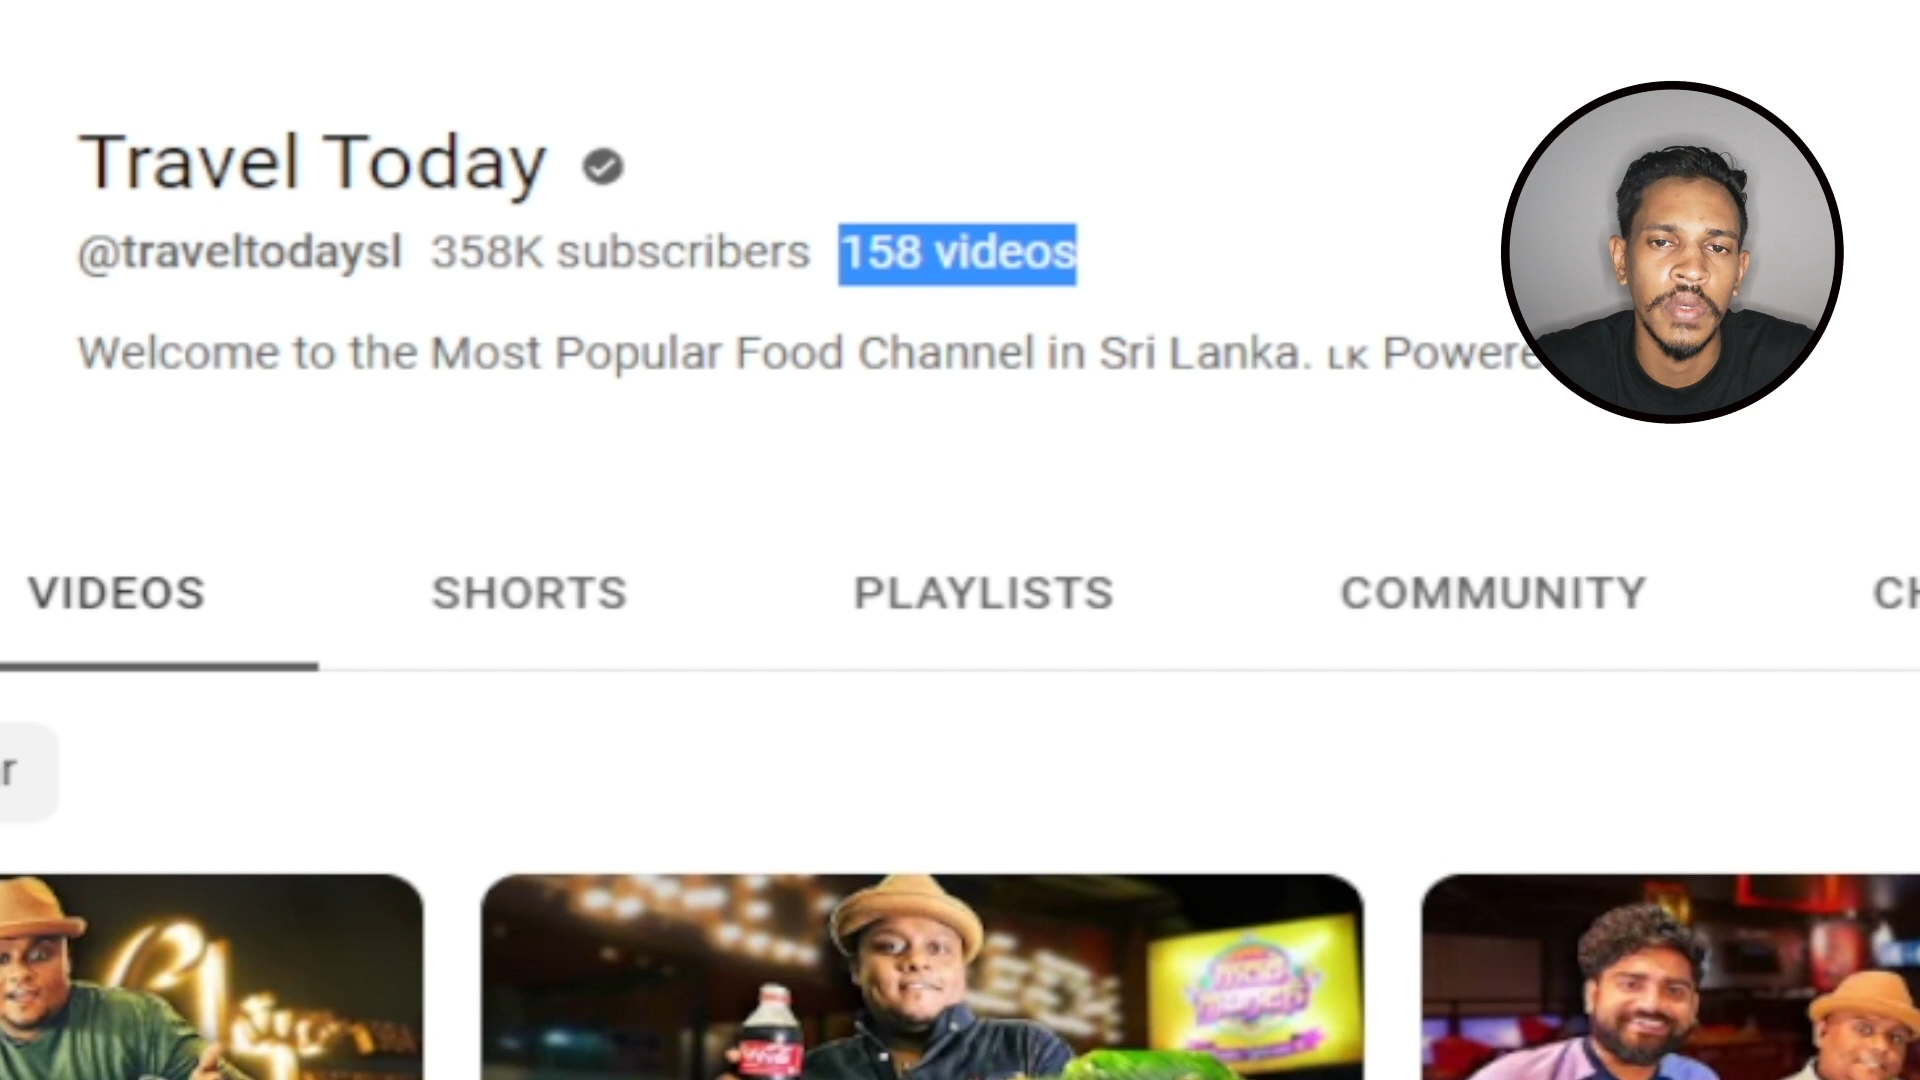 Travel Today
@traveltodaysl 358K subscribers 158 videos
Welcome to the Most Popular Food Channel in Sri Lanka. LK Powere
VIDEOS SHORTS PLAYLISTS COMMUNITY CH
r